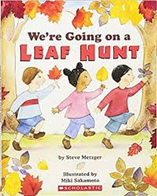 We're Going on a
LEAF HUNT
by Steve Metzger
Illustrated by
Miki Sakamoto
SCHOLASTIC